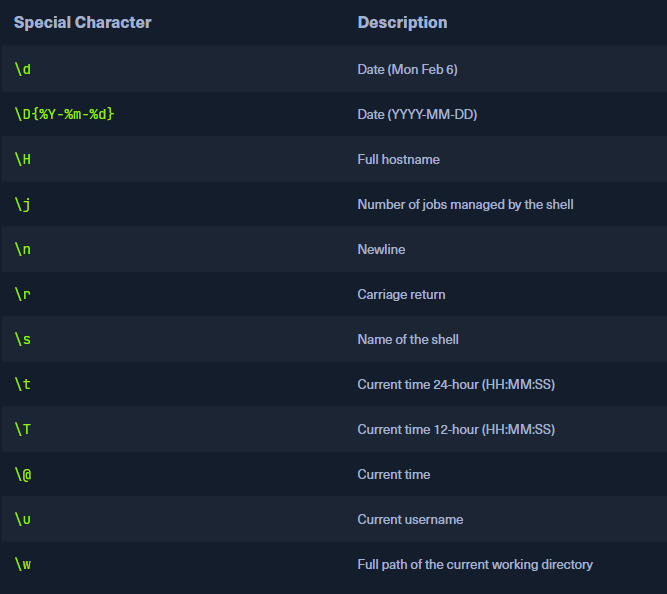 Special Character Description
\d Date (Mon Feb 6)
\D{%Y-%m-%d} Date (YYYY-MM-DD)
\H Full hostname
\j Number of jobs managed by the shell
\n Newline
\r Carriage return
\s Name of the shell
\t Current time 24-hour (HH:MM:SS)
\T Current time 12-hour (HH:MM:SS)
\@ Current time
\u Current username
\w Full path of the current working directory